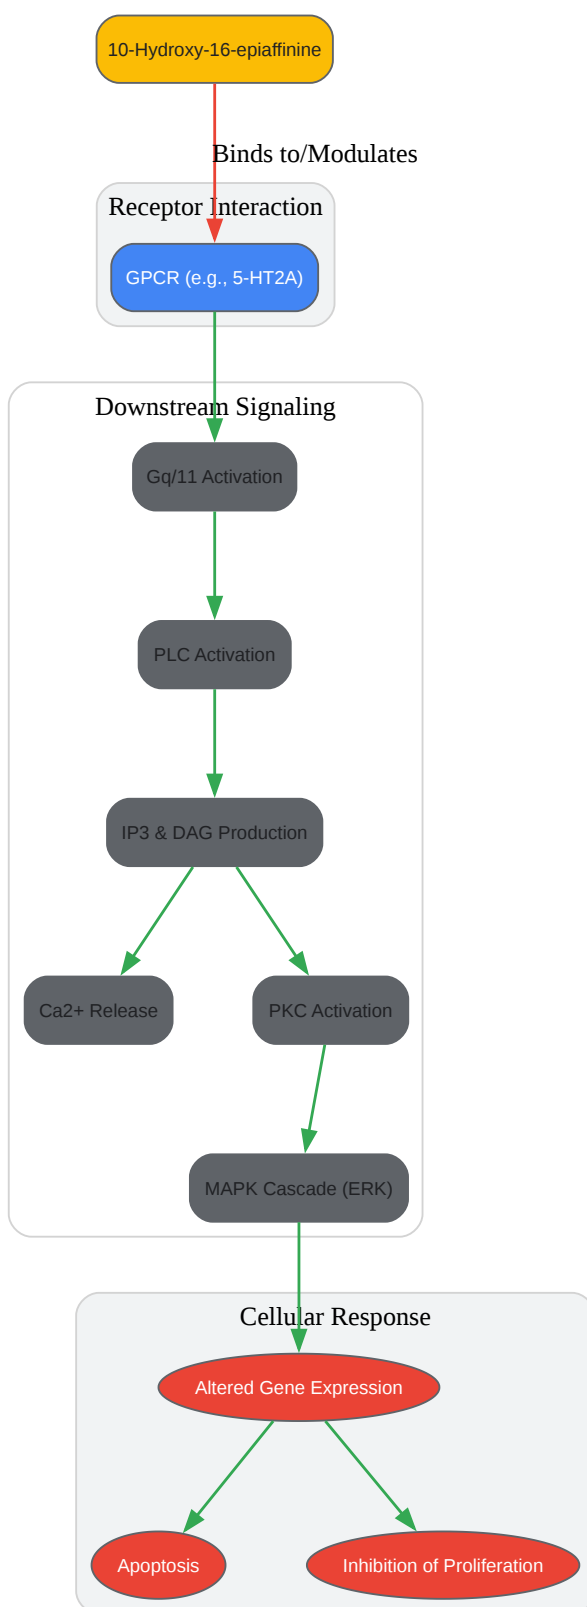 10-Hydroxy-16-epiaffinine
Binds to/Modulates
Receptor Interaction
GPCR (e.g., 5-HT2A)
Downstream Signaling
Gq/11 Activation
PLC Activation
IP3 & DAG Production
Ca2+ Release
PKC Activation
MAPK Cascade (ERK)
Cellular Response
Altered Gene Expression
Apoptosis
Inhibition of Proliferation